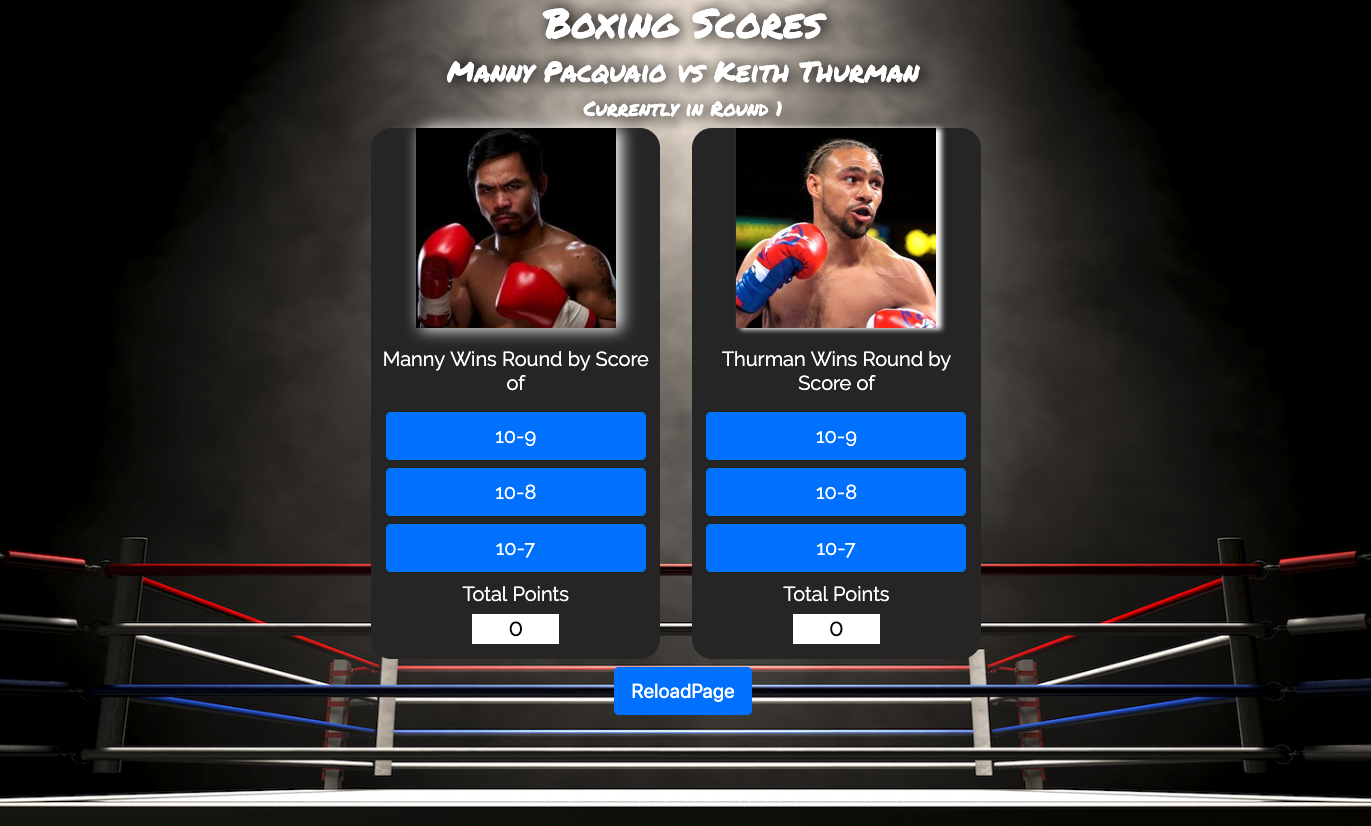 Boxing Scores
Manny Pacquaio vs Keith Thurman
Currently in Round 1
Manny Wins Round by Score
of
10-9
10-8
10-7
Total Points
0
Thurman Wins Round by
Score of
10-9
10-8
10-7
Total Points
0
ReloadPage